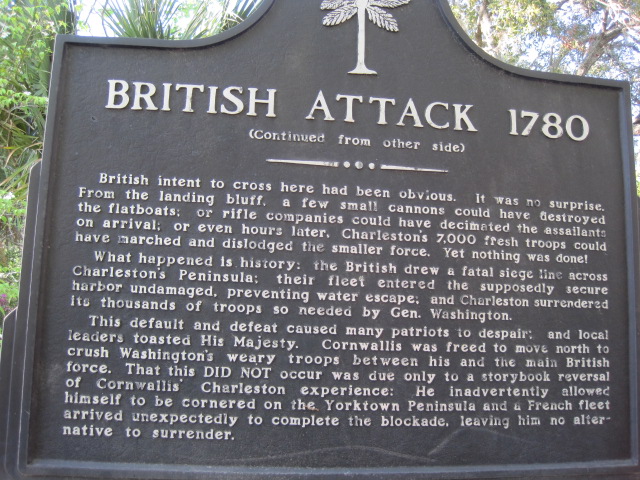 BRITISH ATTACK 1780
(Continued from other side)
British intent to cross here had been obvious. It was no surprise.
From the landing bluff, a few small cannons could have destroyed
the flatboats; or rifle companies could have decimated the assailants
on arrival; or even hours later, Charleston's 7,000 fresh troops could
have marched and dislodged the smaller force. Yet nothing was done!
What happened is history: the British drew a fatal siege line across
Charleston's Peninsula; their fleet entered the supposedly secure
harbor undamaged, preventing water escape; and Charleston surrendered
its thousands of troops so needed by Gen. Washington.
This default and defeat caused many patriots to despair; and local
leaders toasted His Majesty. Cornwallis was freed to move north to
crush Washington's weary troops between his and the main British
force. That this DID NOT occur was due only to a storybook reversal
of Cornwallis' Charleston experience: He inadvertently allowed
himself to be cornered on the Yorktown Peninsula and a French fleet
arrived unexpectedly to complete the blockade, leaving him no alter-
native to surrender.